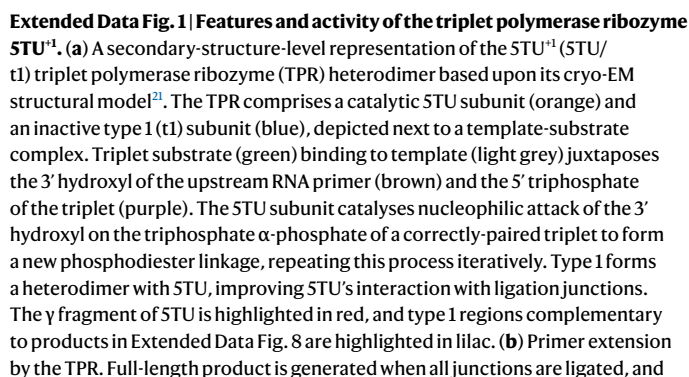 Extended Data Fig. 1 | Features and activity of the triplet polymerase ribozyme
5TU⁺¹. (a) A secondary-structure-level representation of the 5TU⁺¹ (5TU/
t1) triplet polymerase ribozyme (TPR) heterodimer based upon its cryo-EM
structural model²¹. The TPR comprises a catalytic 5TU subunit (orange) and
an inactive type 1 (t1) subunit (blue), depicted next to a template-substrate
complex. Triplet substrate (green) binding to template (light grey) juxtaposes
the 3’ hydroxyl of the upstream RNA primer (brown) and the 5’ triphosphate
of the triplet (purple). The 5TU subunit catalyses nucleophilic attack of the 3’
hydroxyl on the triphosphate α-phosphate of a correctly-paired triplet to form
a new phosphodiester linkage, repeating this process iteratively. Type 1 forms
a heterodimer with 5TU, improving 5TU’s interaction with ligation junctions.
The γ fragment of 5TU is highlighted in red, and type 1 regions complementary
to products in Extended Data Fig. 8 are highlighted in lilac. (b) Primer extension
by the TPR. Full-length product is generated when all junctions are ligated, and